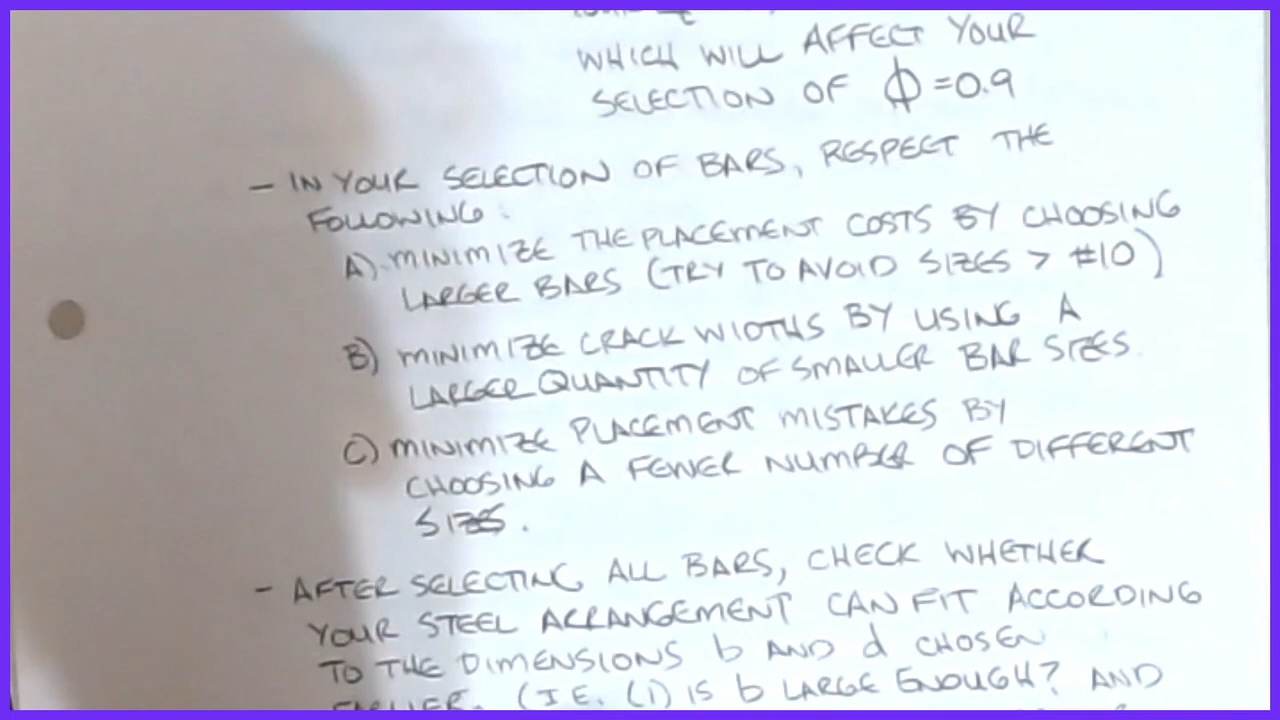 WHICH WILL AFFECT YOUR
SELECTION OF ϕ=0.9
- IN YOUR SELECTION OF BARS, RESPECT THE
FOLLOWING:
A) MINIMIZE THE PLACEMENT COSTS BY CHOOSING
LARGER BARS (TRY TO AVOID SIZES > #10)
B) MINIMIZE CRACK WIDTHS BY USING A
LARGER QUANTITY OF SMALLER BAR SIZES
C) MINIMIZE PLACEMENT MISTAKES BY
CHOOSING A FEWER NUMBER OF DIFFERENT
SIZES.
- AFTER SELECTING ALL BARS, CHECK WHETHER
YOUR STEEL ARRANGEMENT CAN FIT ACCORDING
TO THE DIMENSIONS b AND d CHOSEN
EARLIER. (I.E. (1) IS b LARGE ENOUGH? AND